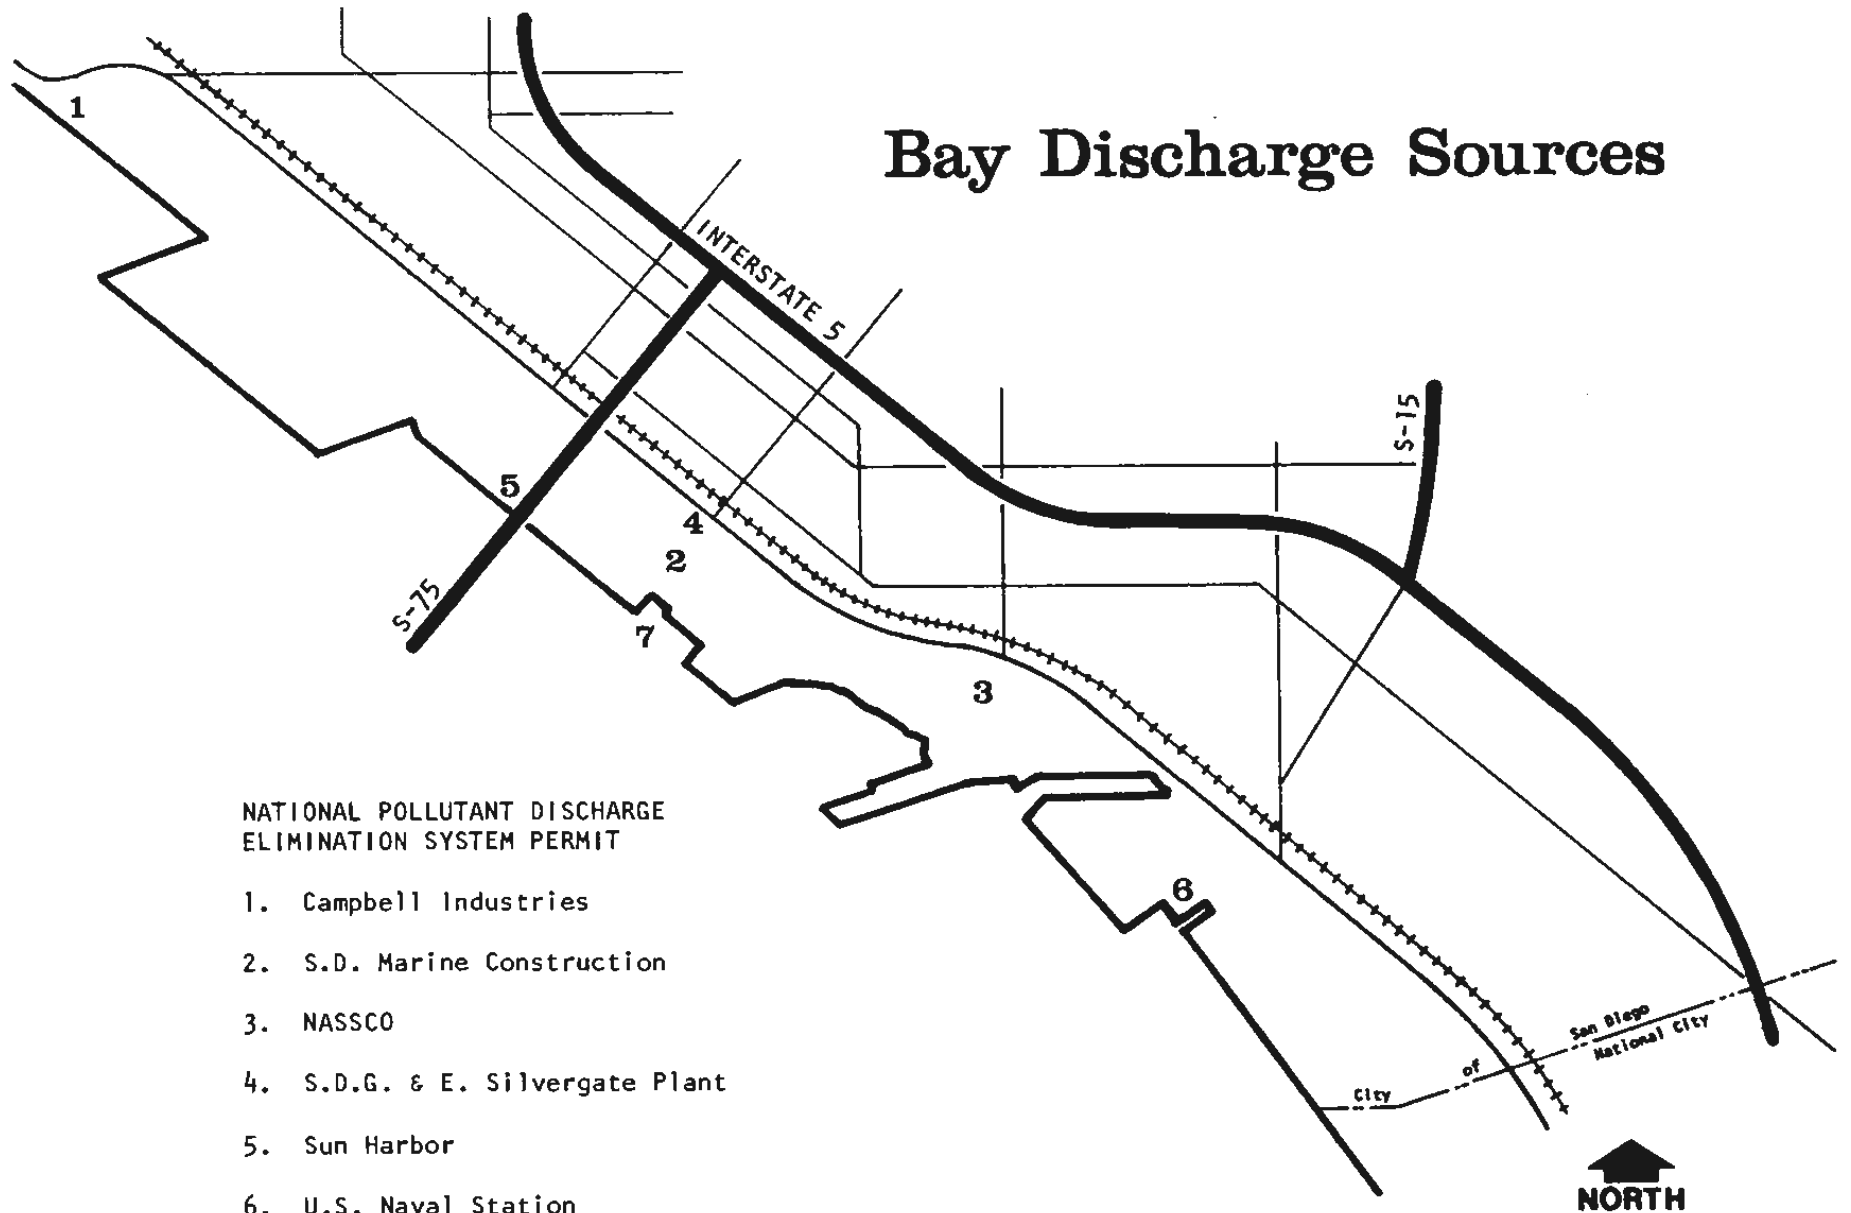 Bay Discharge Sources
1
INTERSTATE 5
S-15
5
4
2
S-75
7
3
6
NATIONAL POLLUTANT DISCHARGE
ELIMINATION SYSTEM PERMIT
1. Campbell Industries
2. S.D. Marine Construction
3. NASSCO
4. S.D.G. & E. Silvergate Plant
5. Sun Harbor
6. U.S. Naval Station
San Diego
City of National City
NORTH